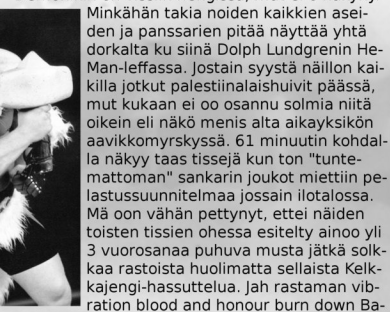 Minkähän takia noiden kaikkien asei-
den ja panssarien pitää näyttää yhtä
dorkalta ku siinä Dolph Lundgrenin He-
Man-leffassa. Jostain syystä näillon kai-
killa jotkut palestiinalaishuivit päässä,
mut kukaan ei oo osannu solmia niitä
oikein eli näkö menis alta aikayksikön
aavikkomyrskyssä. 61 minuutin kohdal-
la näkyy taas tissejä kun ton "tunte-
mattoman" sankarin joukot miettiin pe-
lastussuunnitelmaa jossain ilotalossa.
Mä oon vähän pettynyt, ettei näiden
toisten tissien ohessa esitelty ainoo yli
3 vuorosanaa puhuva musta jätkä solk-
kaa rastoista huolimatta sellaista Kelk-
kajengi-hassuttelua. Jah rastaman vib-
ration blood and honour burn down Ba-